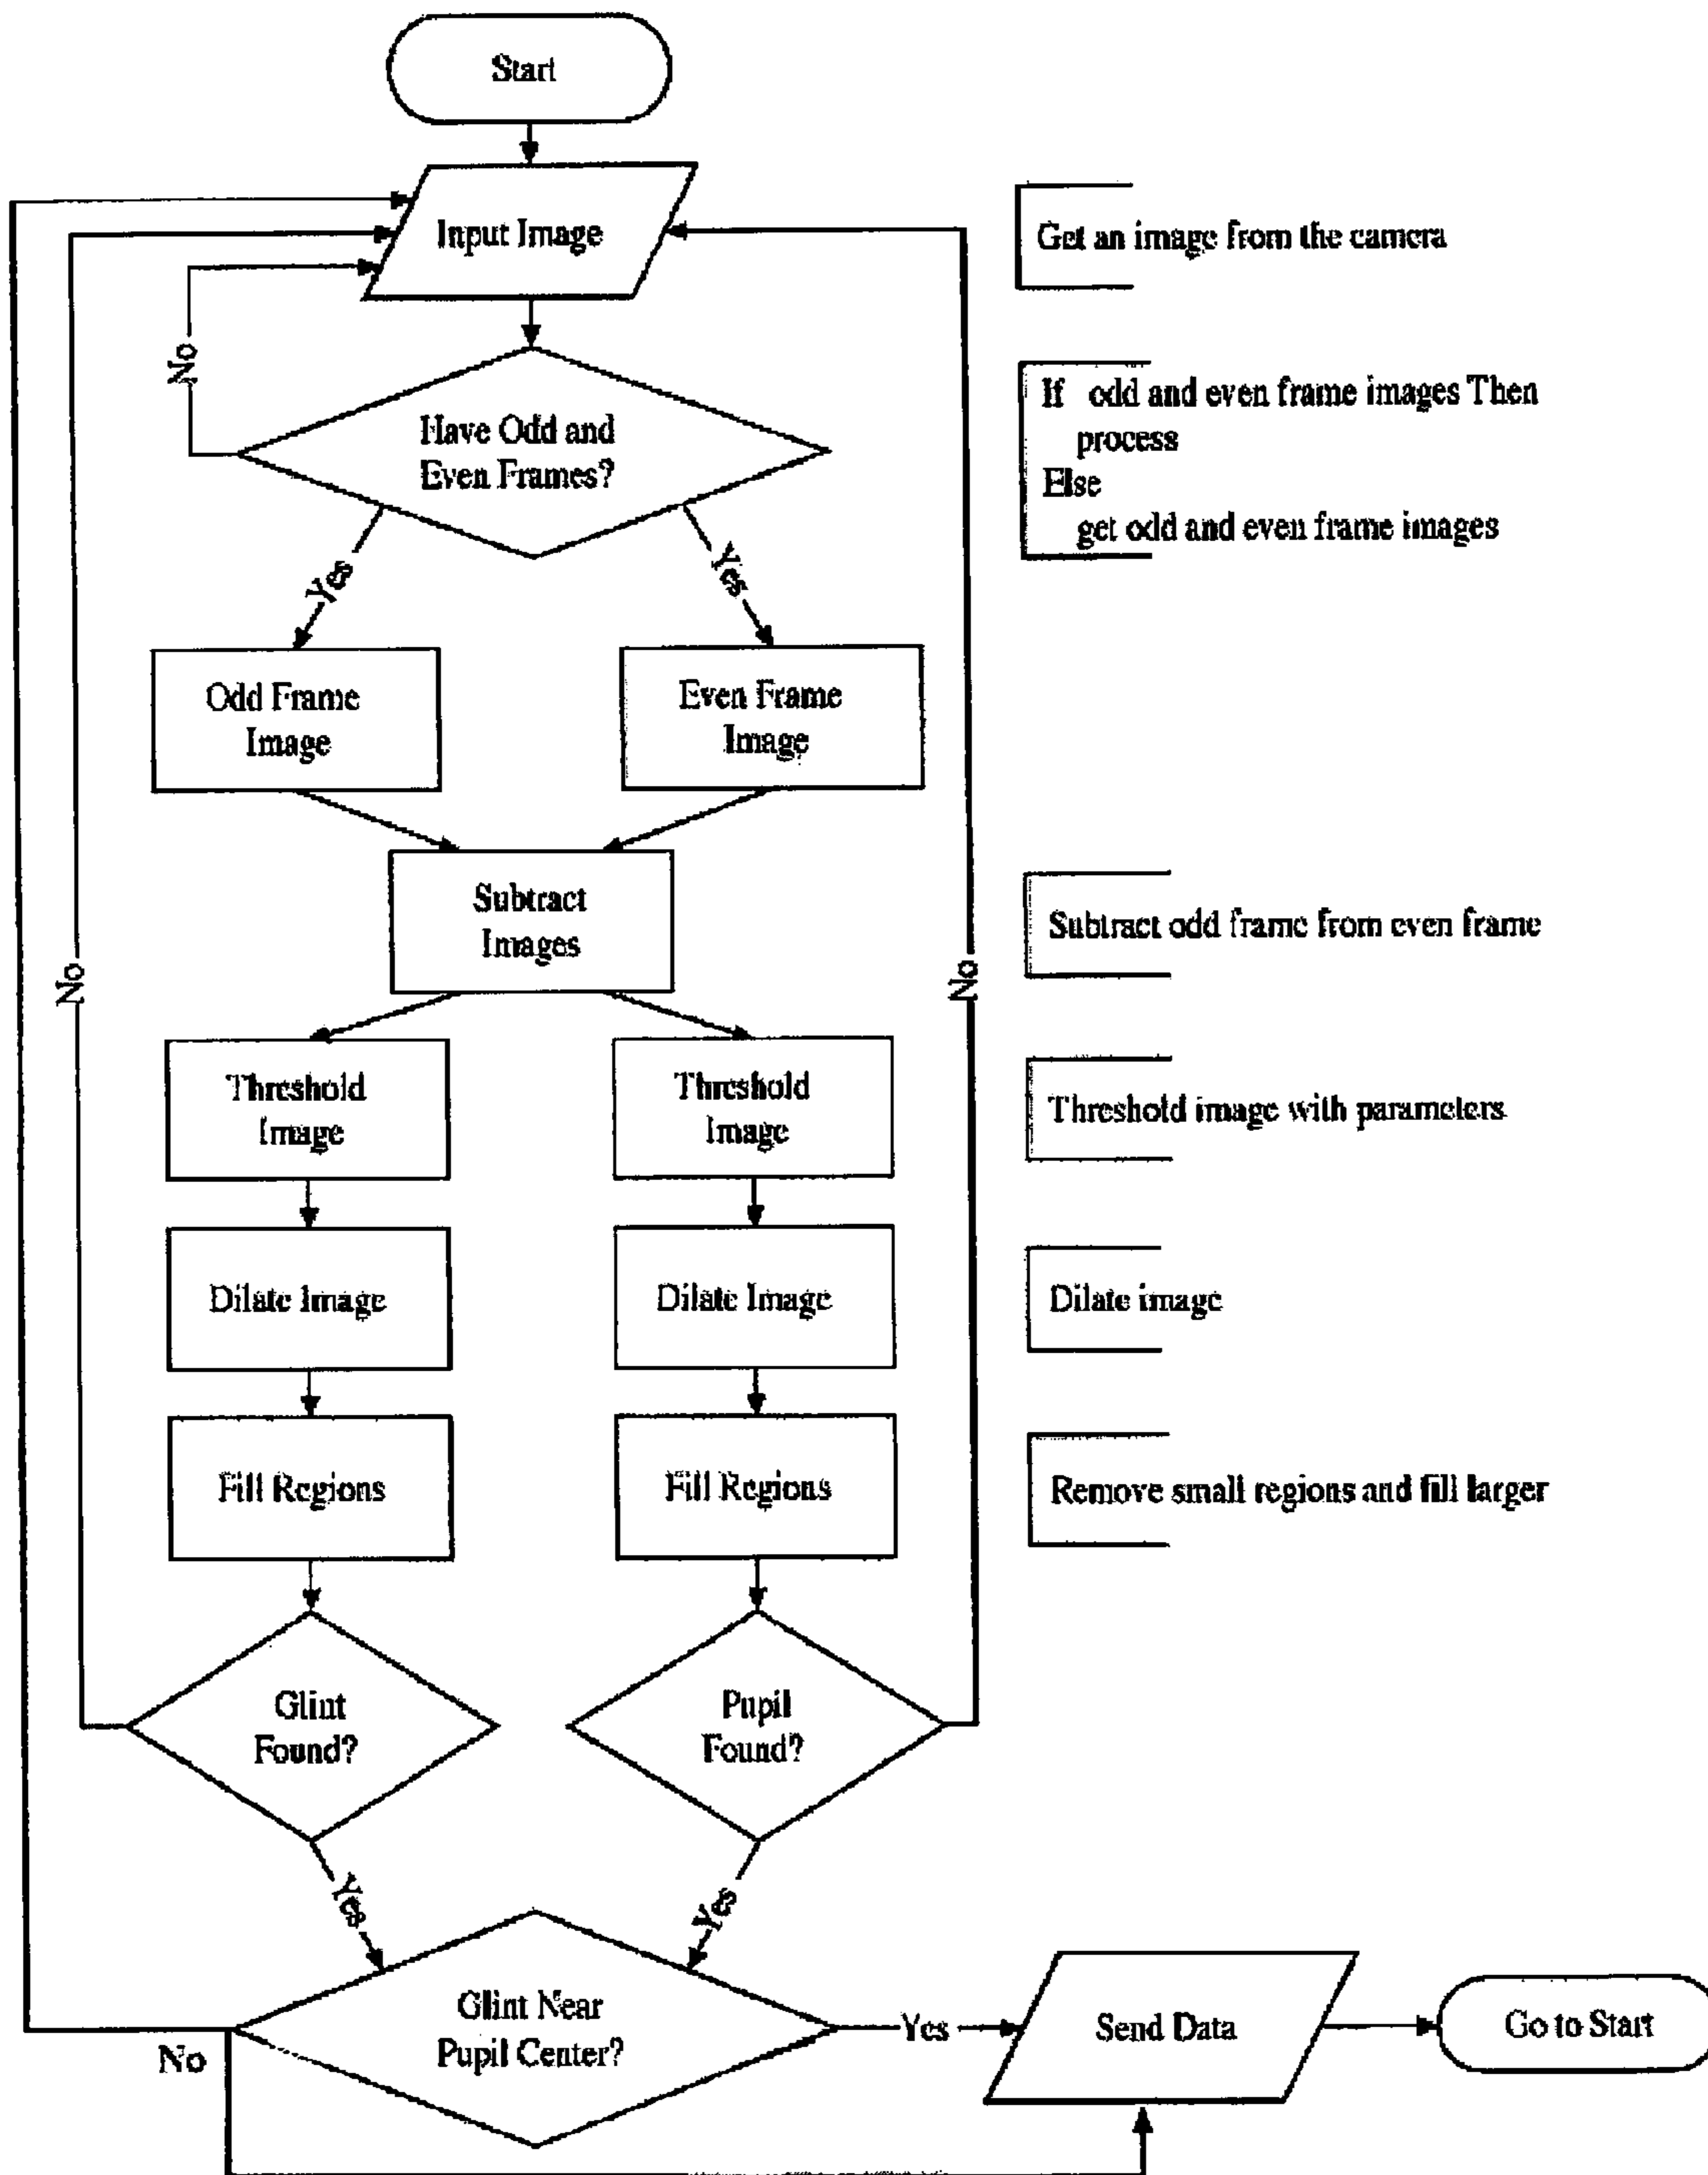 Start
Input Image
Get an image from the camera
No
Have Odd and
Even Frames?
If odd and even frame images Then
process
Else
get odd and even frame images
Yes
Yes
Odd Frame
Image
Even Frame
Image
Subtract
Images
Subtract odd frame from even frame
No
No
Threshold
Image
Threshold
Image
Threshold image with parameters
Dilate Image
Dilate Image
Dilate image
Fill Regions
Fill Regions
Remove small regions and fill larger
Glint
Found?
Pupil
Found?
Yes
Yes
Glint Near
Pupil Center?
No
Yes
Send Data
Go to Start